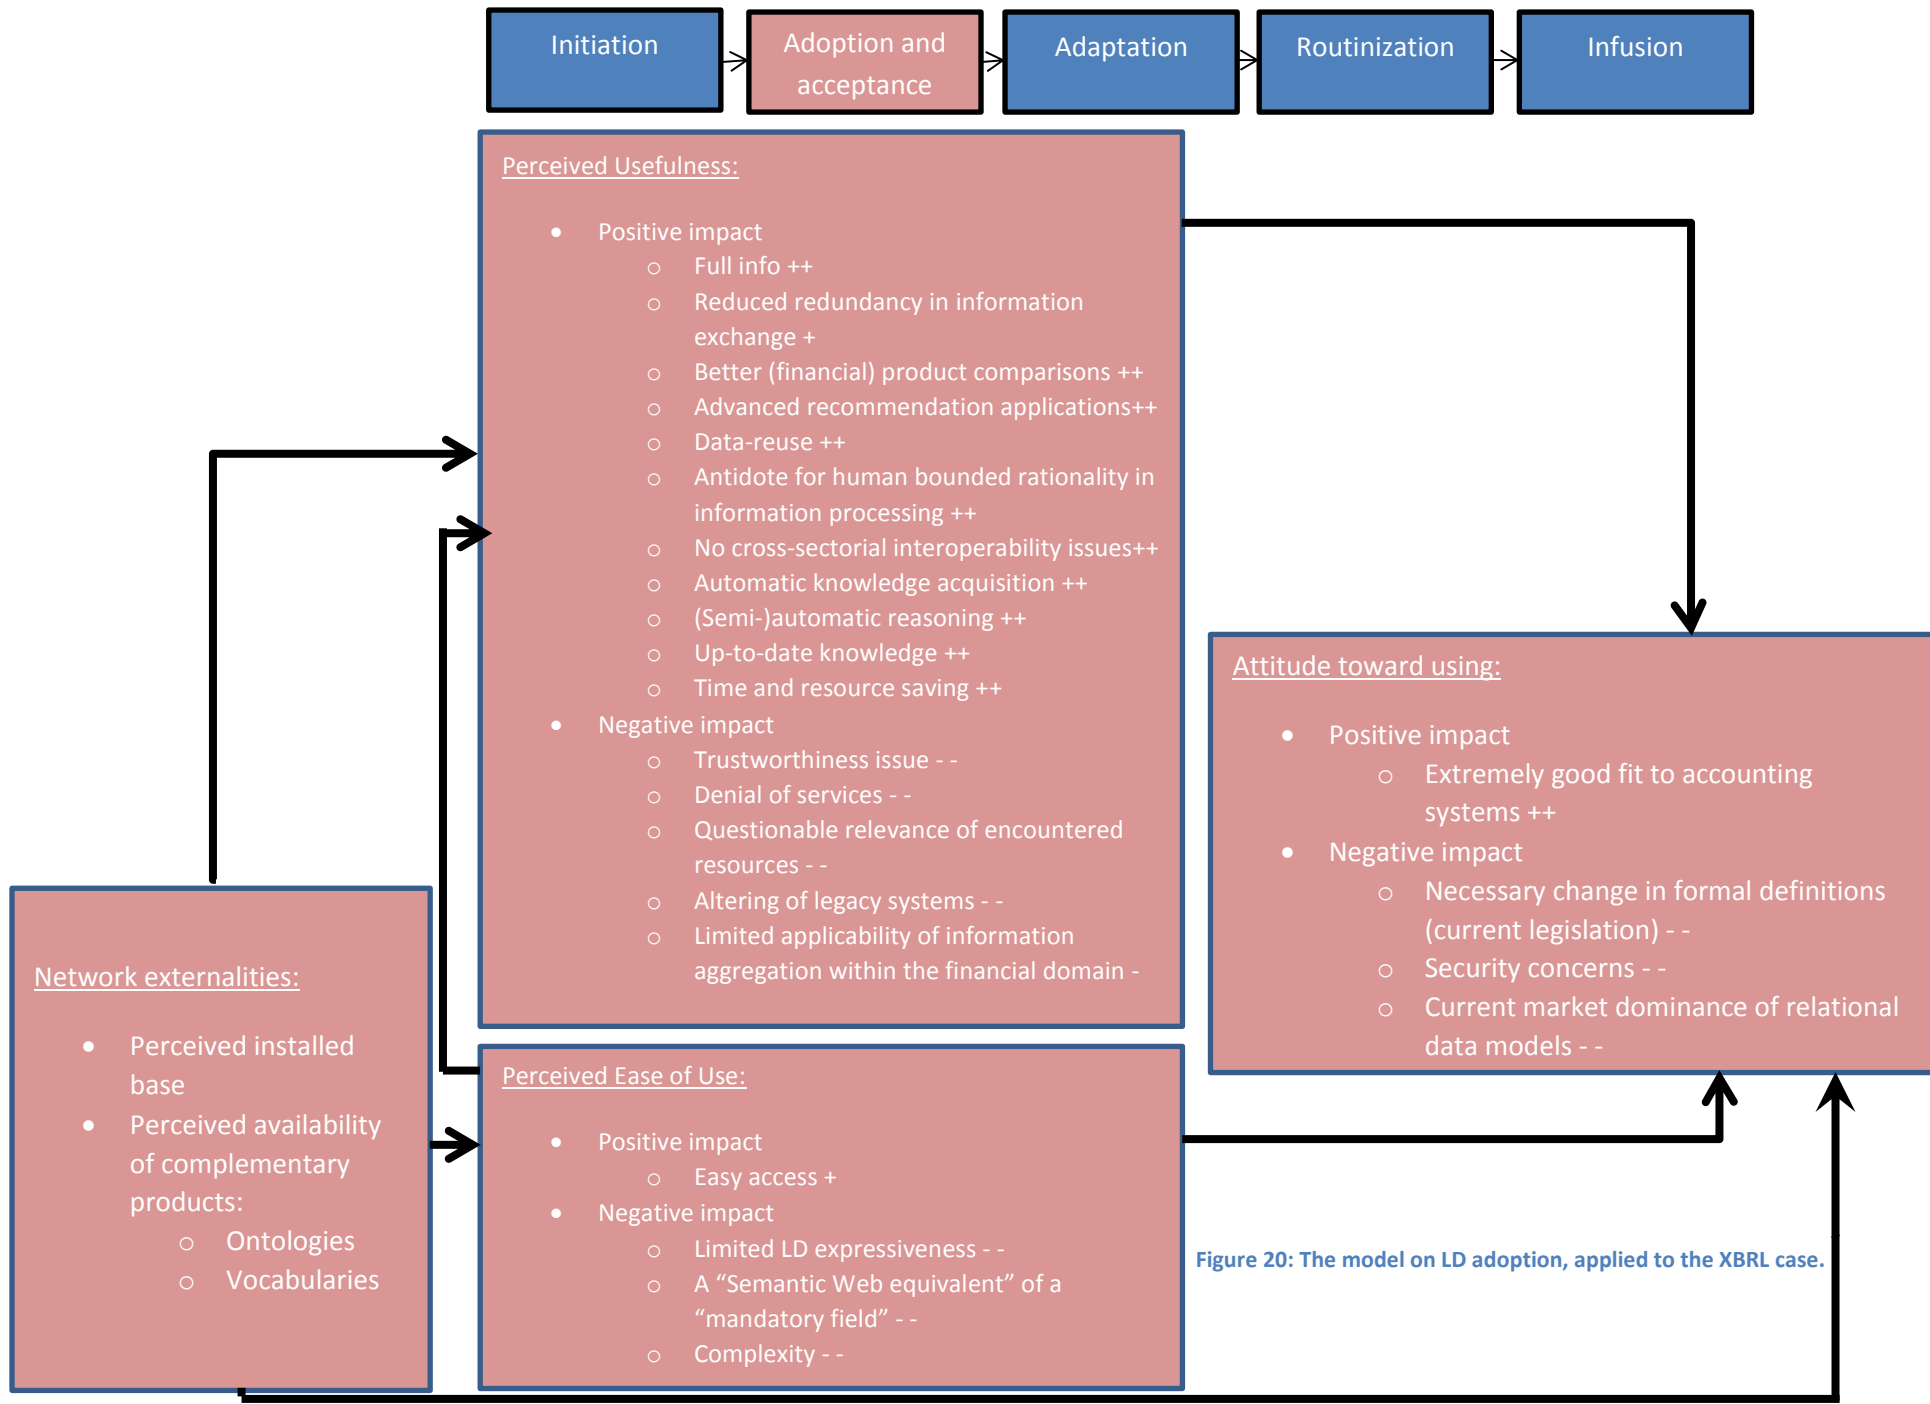 Initiation
Adoption and
acceptance
Adaptation
Routinization
Infusion
Perceived Usefulness:
• Positive impact
o Full info ++
o Reduced redundancy in information
exchange +
o Better (financial) product comparisons ++
o Advanced recommendation applications++
o Data-reuse ++
o Antidote for human bounded rationality in
information processing ++
o No cross-sectorial interoperability issues++
o Automatic knowledge acquisition ++
o (Semi-)automatic reasoning ++
o Up-to-date knowledge ++
o Time and resource saving ++
• Negative impact
o Trustworthiness issue - -
o Denial of services - -
o Questionable relevance of encountered
resources - -
o Altering of legacy systems - -
o Limited applicability of information
aggregation within the financial domain -
Attitude toward using:
• Positive impact
o Extremely good fit to accounting
systems ++
• Negative impact
o Necessary change in formal definitions
(current legislation) - -
o Security concerns - -
o Current market dominance of relational
data models - -
Network externalities:
• Perceived installed
base
• Perceived availability
of complementary
products:
o Ontologies
o Vocabularies
Perceived Ease of Use:
• Positive impact
o Easy access +
• Negative impact
o Limited LD expressiveness - -
o A “Semantic Web equivalent” of a
“mandatory field” - -
o Complexity - -
Figure 20: The model on LD adoption, applied to the XBRL case.